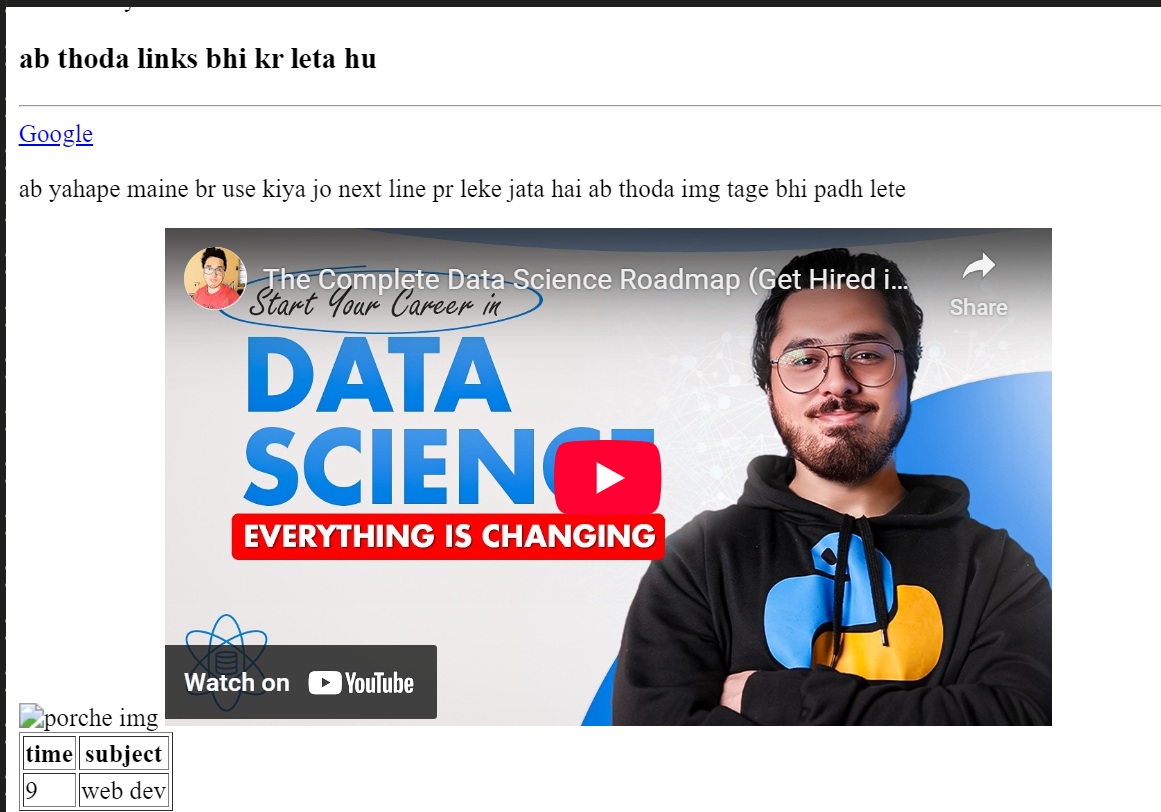 ab thoda links bhi kr leta hu
Google
ab yahape maine br use kiya jo next line pr leke jata hai ab thoda img tage bhi padh lete
The Complete Data Science Roadmap (Get Hired i...
Share
Start Your Career in
DATA
SCIENCE
EVERYTHING IS CHANGING
Watch on YouTube
porche img
time subject
9 web dev